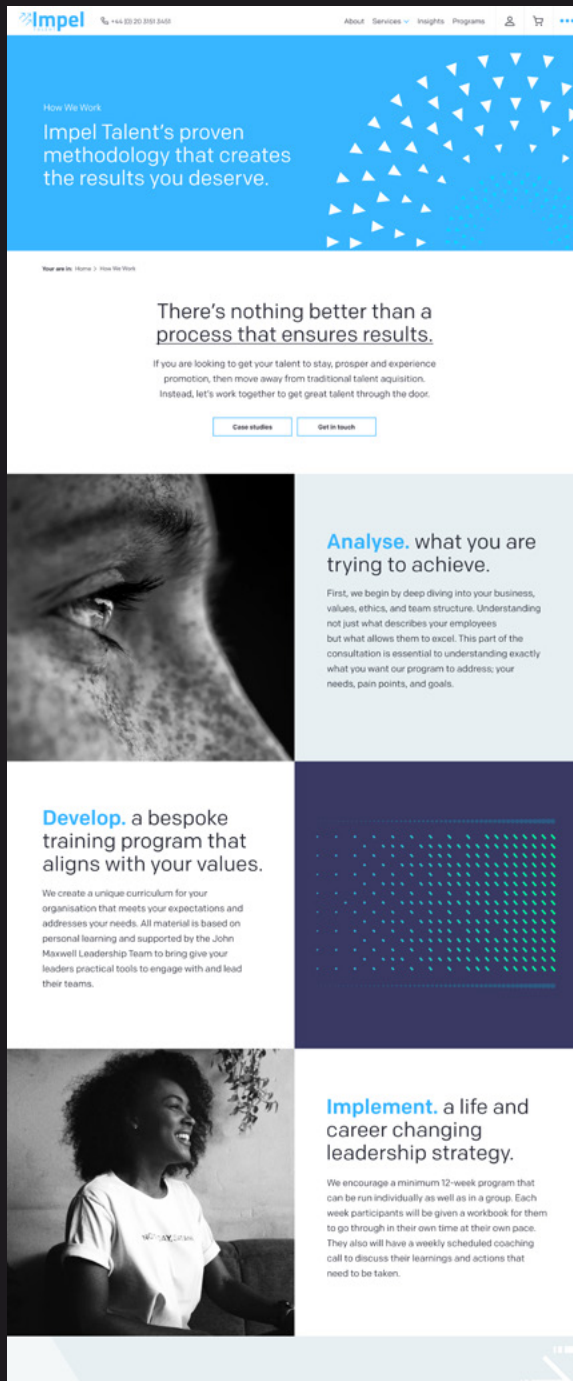 Impel
TALENT
+44 (0) 20 3151 3451
About Services Insights Programs
How We Work
Impel Talent's proven
methodology that creates
the results you deserve.
Your are in: Home > How We Work
There's nothing better than a
process that ensures results.
If you are looking to get your talent to stay, prosper and experience
promotion, then move away from traditional talent aquisition.
Instead, let's work together to get great talent through the door.
Case studies
Get in touch
Analyse. what you are
trying to achieve.
First, we begin by deep diving into your business,
values, ethics, and team structure. Understanding
not just what describes your employees
but what allows them to excel. This part of the
consultation is essential to understanding exactly
what you want our program to address; your
needs, pain points, and goals.
Develop. a bespoke
training program that
aligns with your values.
We create a unique curriculum for your
organisation that meets your expectations and
addresses your needs. All material is based on
personal learning and supported by the John
Maxwell Leadership Team to bring give your
leaders practical tools to engage with and lead
their teams.
Implement. a life and
career changing
leadership strategy.
We encourage a minimum 12-week program that
can be run individually as well as in a group. Each
week participants will be given a workbook for them
to go through in their own time at their own pace.
They also will have a weekly scheduled coaching
call to discuss their learnings and actions that
need to be taken.